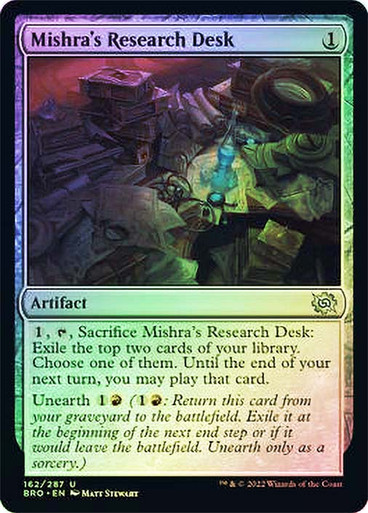 Mishra's Research Desk 1
Artifact
1, T, Sacrifice Mishra's Research Desk:
Exile the top two cards of your library.
Choose one of them. Until the end of your
next turn, you may play that card.
Unearth 1R (1R: Return this card from
your graveyard to the battlefield. Exile it at
the beginning of the next end step or if it
would leave the battlefield. Unearth only as a
sorcery.)
162/287 U
BRO • EN Matt Stewart
™ & © 2022 Wizards of the Coast